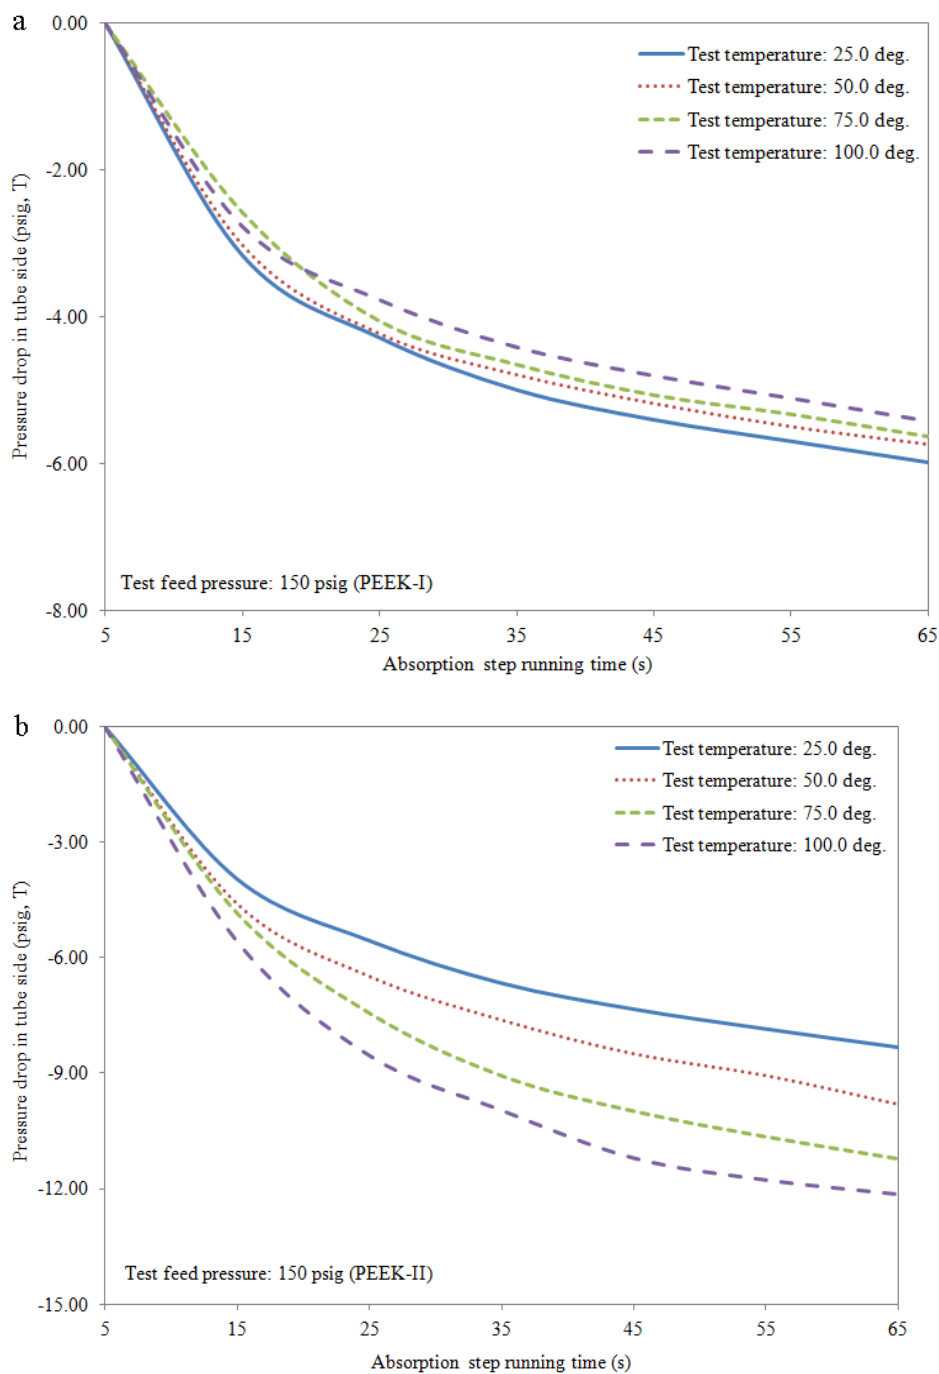 a
0.00
-2.00
-4.00
-6.00
-8.00
Pressure drop in tube side (psig, T)
Test temperature: 25.0 deg.
Test temperature: 50.0 deg.
Test temperature: 75.0 deg.
Test temperature: 100.0 deg.
Test feed pressure: 150 psig (PEEK-I)
5 15 25 35 45 55 65
Absorption step running time (s)
b
0.00
-3.00
-6.00
-9.00
-12.00
-15.00
Pressure drop in tube side (psig, T)
Test temperature: 25.0 deg.
Test temperature: 50.0 deg.
Test temperature: 75.0 deg.
Test temperature: 100.0 deg.
Test feed pressure: 150 psig (PEEK-II)
5 15 25 35 45 55 65
Absorption step running time (s)